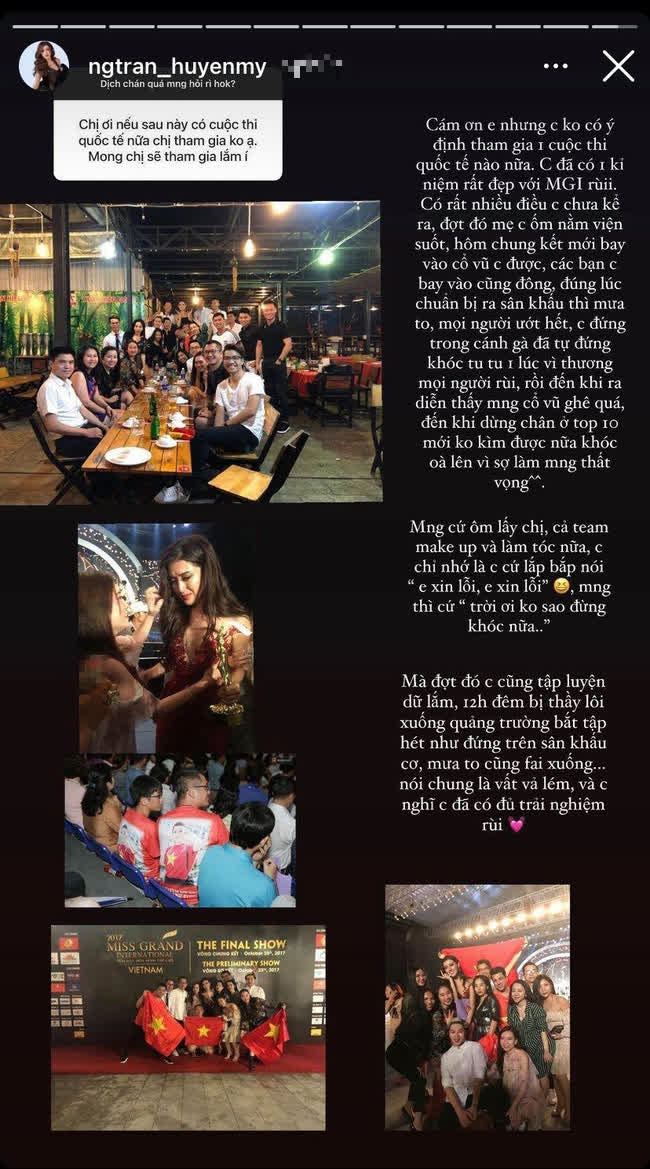 ngtran_huyenmy
Dịch chán quá mng hỏi rì hok?
Chị ơi nếu sau này có cuộc thi
quốc tế nữa chị tham gia ko ạ.
Mong chị sẽ tham gia lắm í
Cám ơn e nhưng c ko có ý
định tham gia 1 cuộc thi
quốc tế nào nữa. C đã có 1 kỉ
niệm rất đẹp với MGI rùii.
Có rất nhiều điều c chưa kể
ra, đợt đó mẹ c ốm nằm viện
suốt, hôm chung kết mới bay
vào cổ vũ c được, các bạn c
bay vào cũng đông, đúng lúc
chuẩn bị ra sân khấu thì mưa
to, mọi người ướt hết, c đứng
trong cánh gà đã tự đứng
khóc tu tu 1 lúc vì thương
mọi người rùi, rồi đến khi ra
diễn thấy mng cổ vũ ghê quá,
đến khi dừng chân ở top 10
mới ko kìm được nữa khóc
oà lên vì sợ làm mng thất
vọng^^.
Mng cứ ôm lấy chị, cả team
make up và làm tóc nữa, c
chỉ nhớ là c cứ lắp bắp nói
“ e xin lỗi, e xin lỗi” 😆, mng
thì cứ “ trời ơi ko sao đừng
khóc nữa..”
Mà đợt đó c cũng tập luyện
dữ lắm, 12h đêm bị thầy lôi
xuống quảng trường bắt tập
hét như đứng trên sân khấu
cơ, mưa to cũng fai xuống...
nói chung là vất vả lém, và c
nghĩ c đã có đủ trải nghiệm
rùi 💓
2017
MISS GRAND
INTERNATIONAL
VIETNAM
THE FINAL SHOW
VÒNG CHUNG KẾT - October 25th, 2017
THE PRELIMINARY SHOW